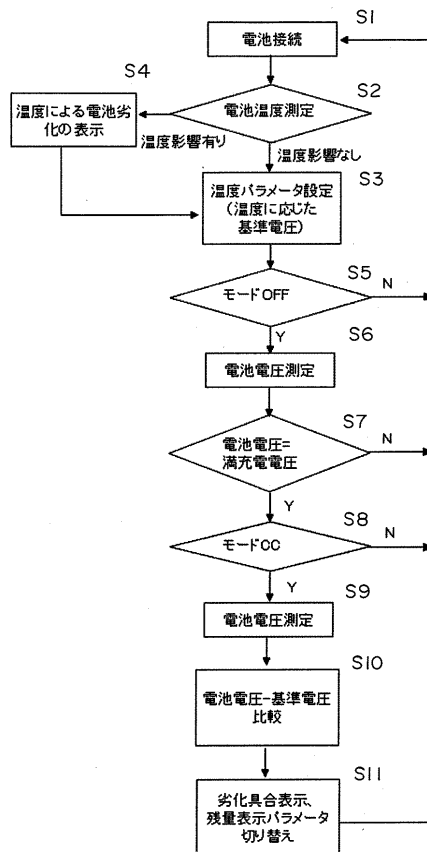 S1
電池接続
S4
S2
温度による電池劣
化の表示
電池温度測定
温度影響有り
温度影響なし
S3
温度パラメータ設定
(温度に応じた
基準電圧)
S5
モードOFF
N
Y
S6
電池電圧測定
S7
電池電圧=
満充電電圧
N
Y
S8
モードCC
N
Y
S9
電池電圧測定
S10
電池電圧-基準電圧
比較
S11
劣化具合表示、
残量表示パラメータ
切り替え